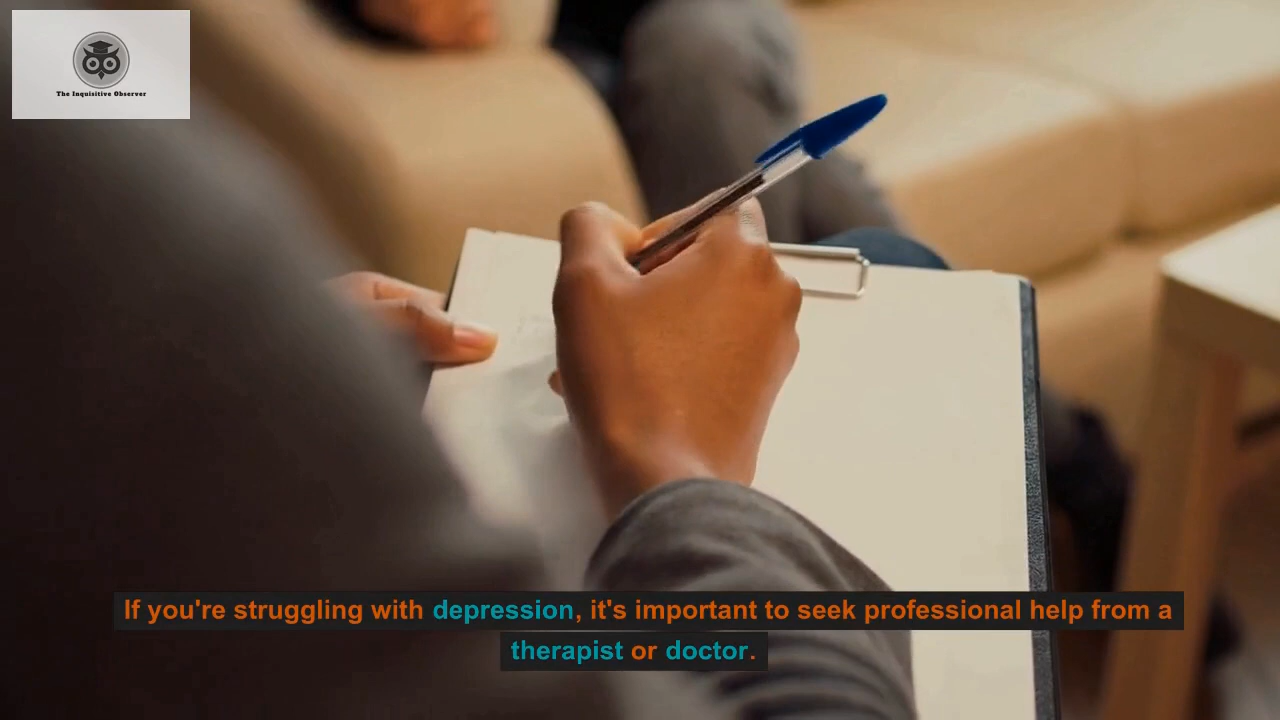 The Inquisitive Observer
If you're struggling with depression, it's important to seek professional help from a
therapist or doctor.